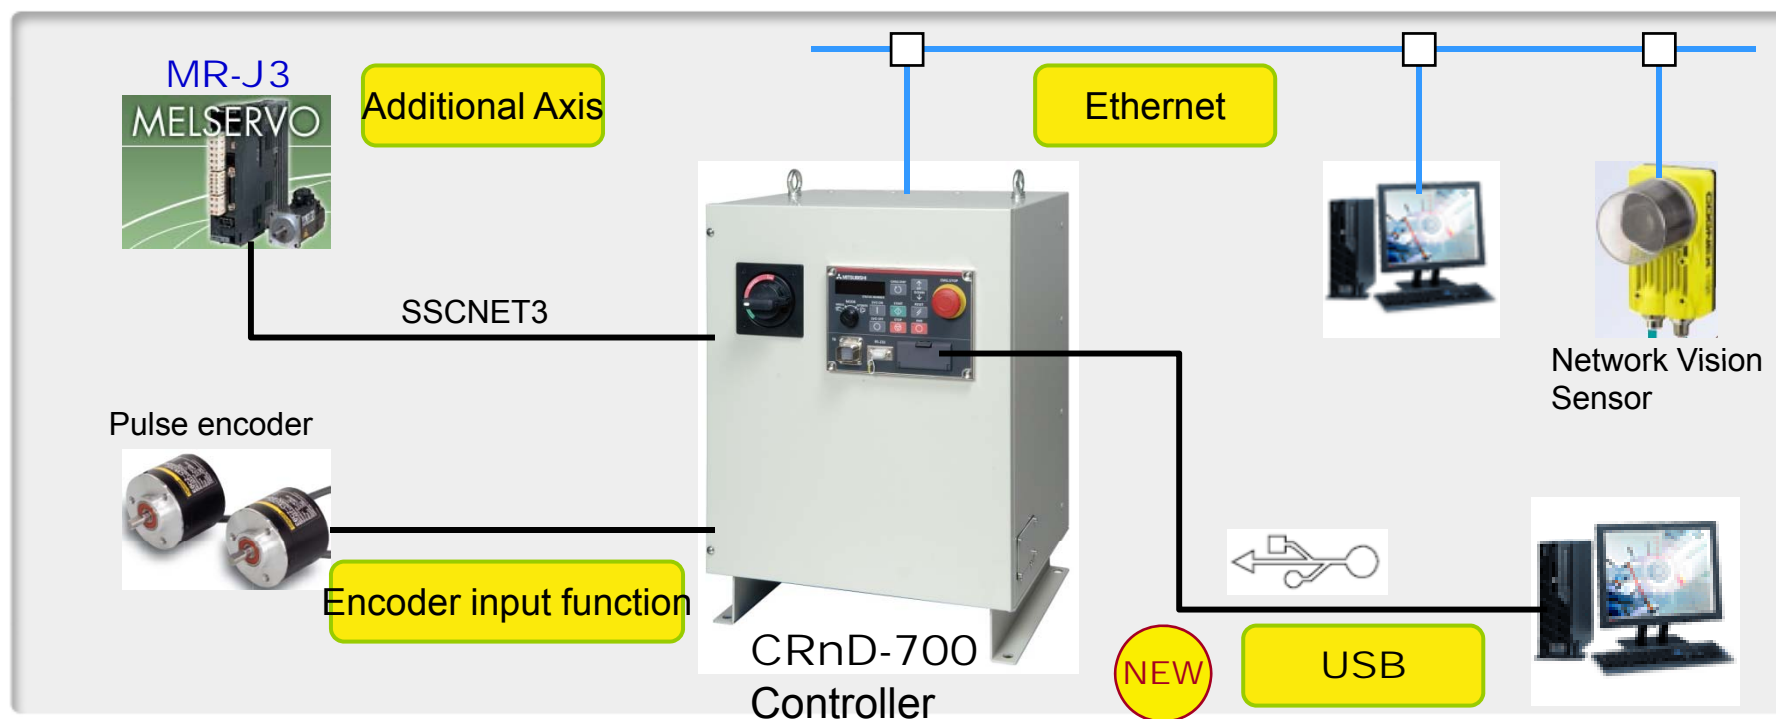 MR-J3
MELSERVO
Additional Axis
Ethernet
SSCNET3
MITSUBISHI
Network Vision
Sensor
Pulse encoder
Encoder input function
CRnD-700
Controller
NEW
USB